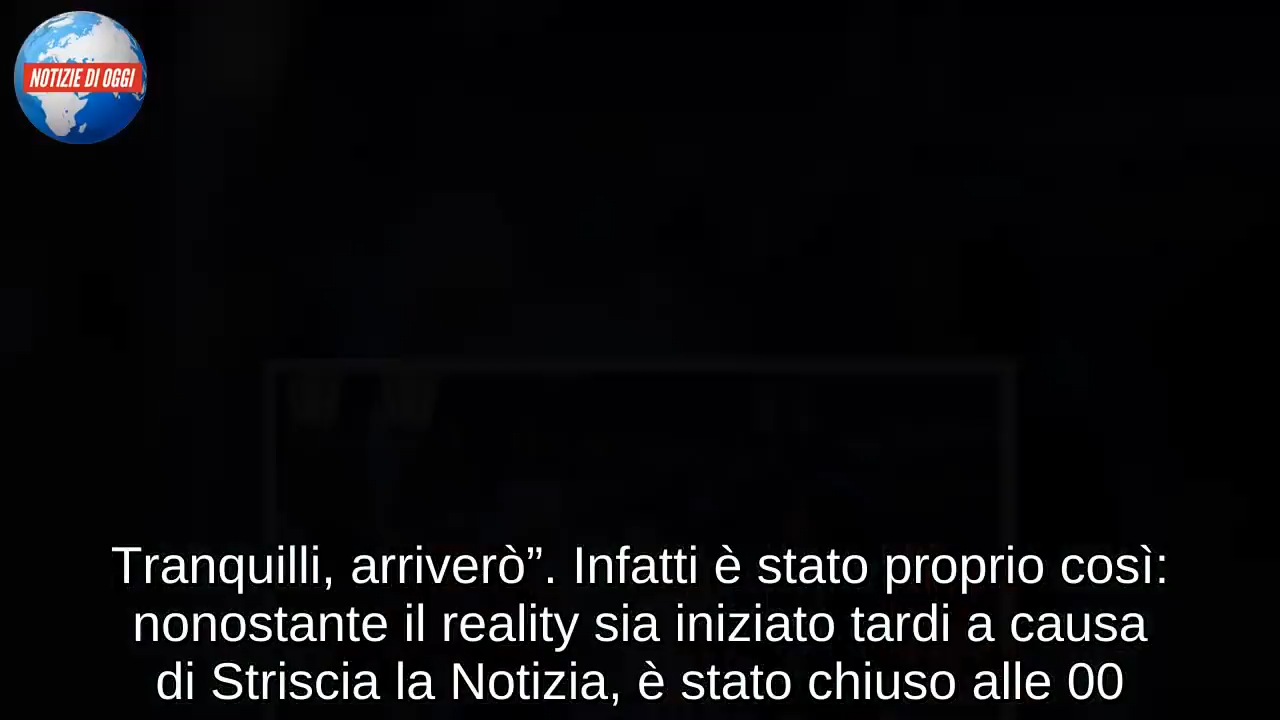 NOTIZIE DI OGGI
Tranquilli, arriverò”. Infatti è stato proprio così:
nonostante il reality sia iniziato tardi a causa
di Striscia la Notizia, è stato chiuso alle 00